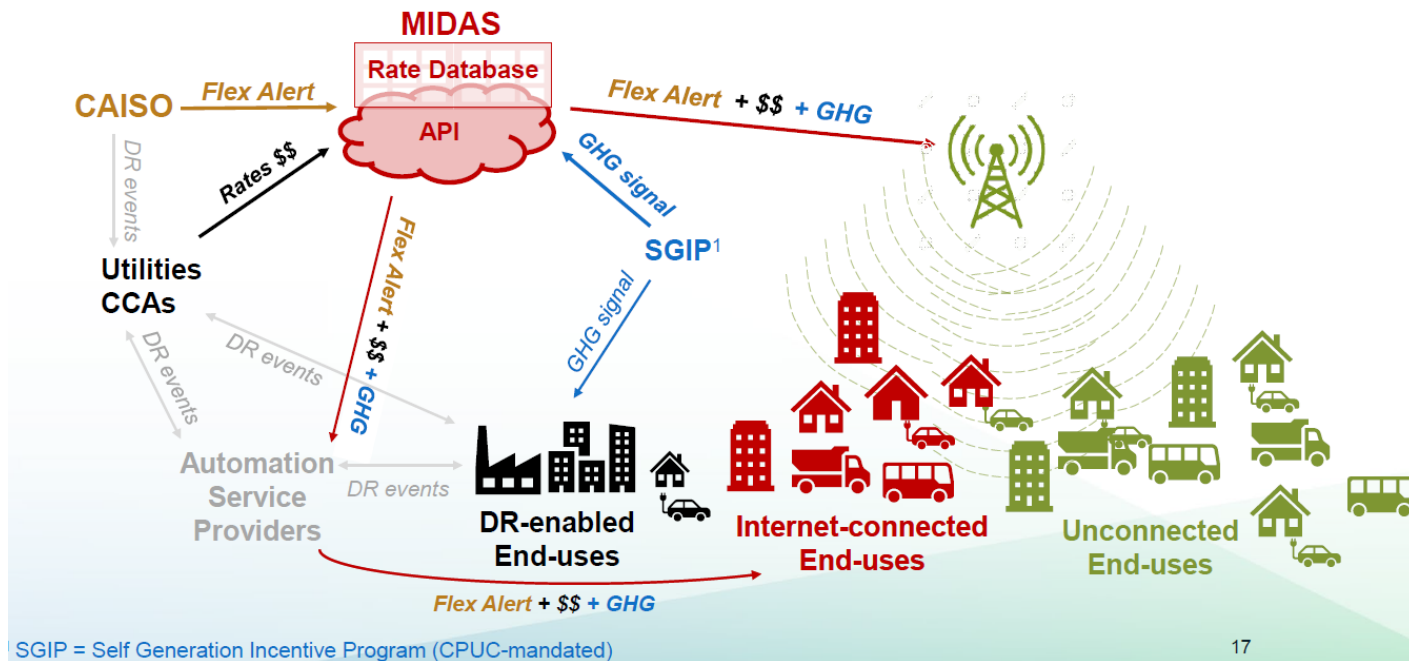 MIDAS
Rate Database
API
CAISO
Flex Alert
Flex Alert + $$ + GHG
DR events
Rates $$
GHG signal
SGIP1
Utilities
CCAs
Flex Alert + $$ + GHG
GHG signal
DR events
DR events
Automation
Service
Providers
DR events
DR-enabled
End-uses
Internet-connected
End-uses
Unconnected
End-uses
Flex Alert + $$ + GHG
SGIP = Self Generation Incentive Program (CPUC-mandated)
17